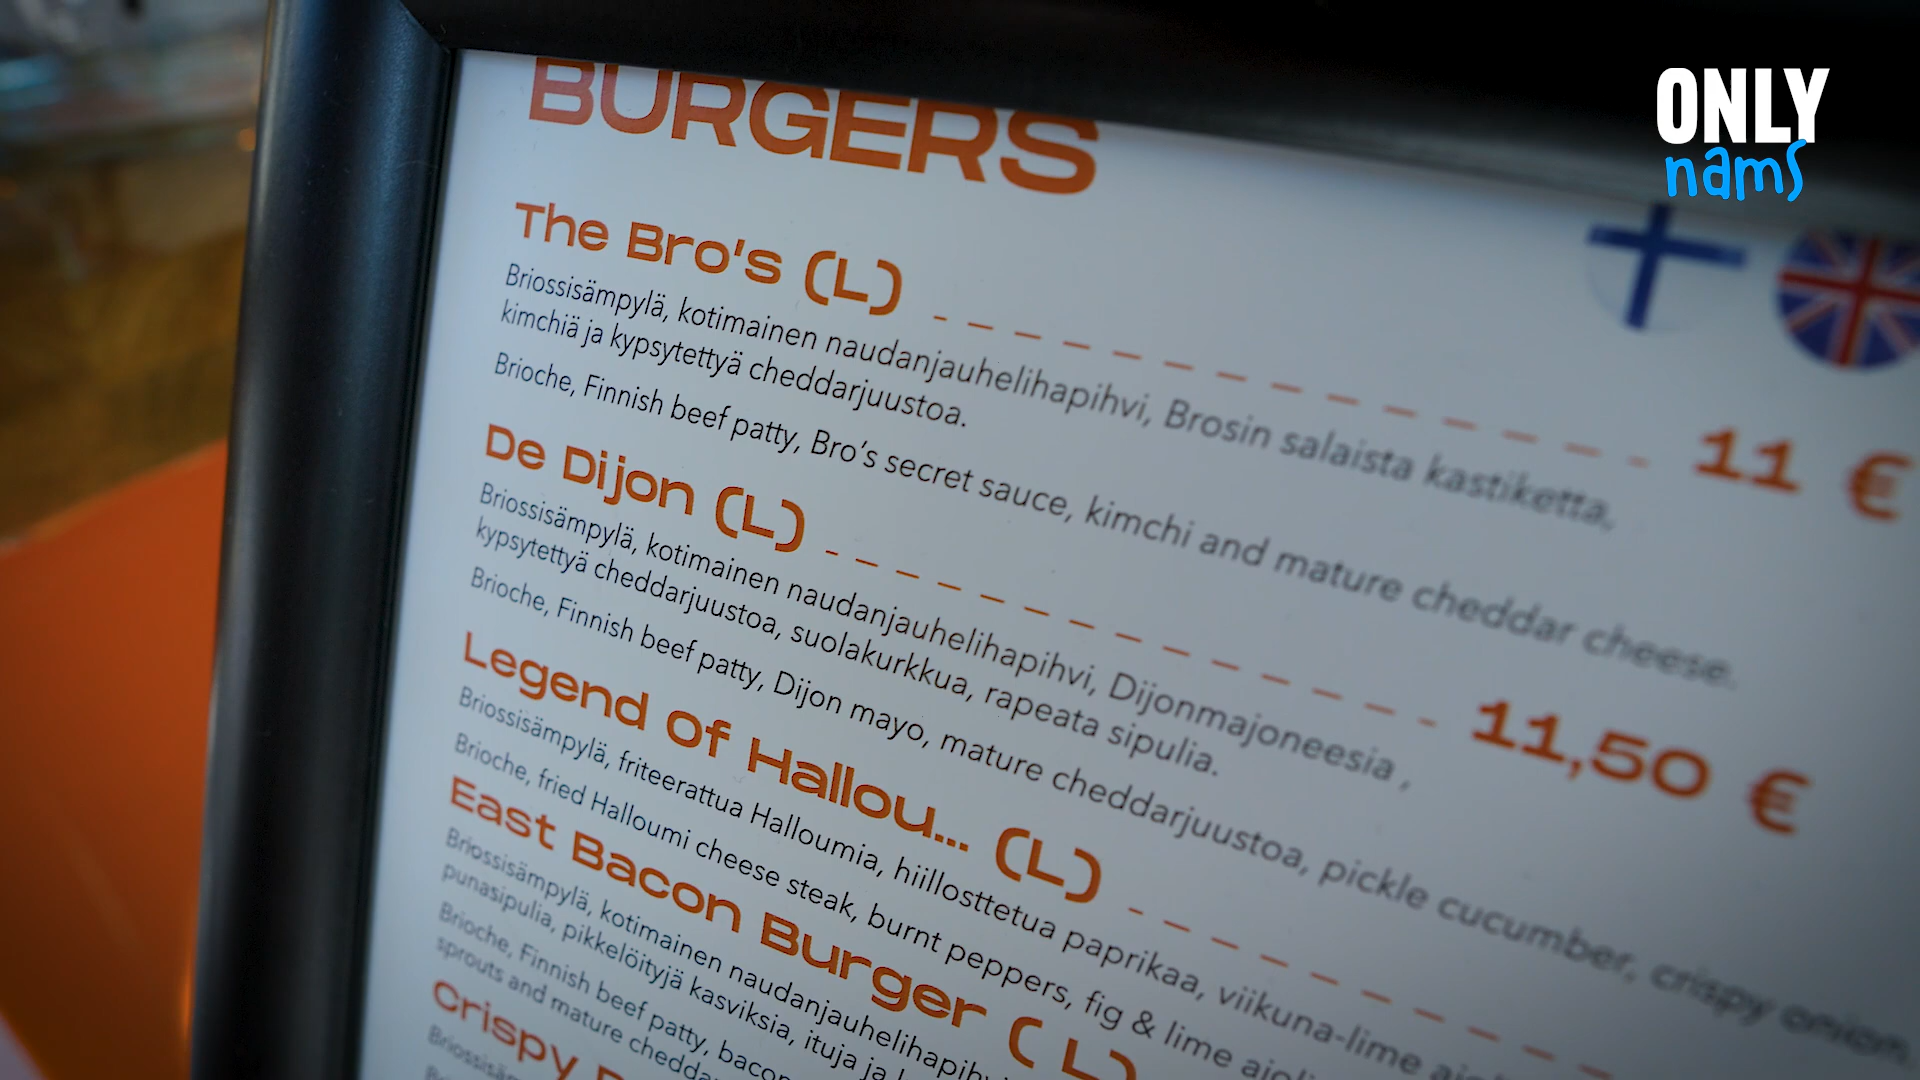 ONLY
nams
BURGERS
The Bro's (L) 11 €
Briossisämpylä, kotimainen naudanjauhelihapihvi, Brosin salaista kastiketta,
kimchiä ja kypsytettyä cheddarjuustoa.
Brioche, Finnish beef patty, Bro's secret sauce, kimchi and mature cheddar cheese.
De Dijon (L) 11,50 €
Briossisämpylä, kotimainen naudanjauhelihapihvi, Dijonmajoneesia ,
kypsytettyä cheddarjuustoa, suolakurkkua, rapeata sipulia.
Brioche, Finnish beef patty, Dijon mayo, mature cheddarjuustoa, pickle cucumber, crispy onion.
Legend Of Hallou... (L)
Briossisämpylä, friteerattua Halloumia, hiillostettua paprikaa, viikuna-lime
Brioche, fried Halloumi cheese steak, burnt peppers, fig & lime
East Bacon Burger (L)
Briossisämpylä, kotimainen naudanjauhelihapihvi
punasipulia, pikkelöityjä kasviksia, ituja ja
Brioche, Finnish beef patty, bacon
sprouts and mature
Crispy